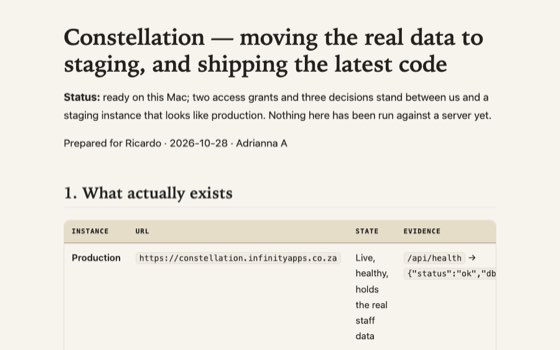 Constellation — moving the real data to
staging, and shipping the latest code
Status: ready on this Mac; two access grants and three decisions stand between us and a
staging instance that looks like production. Nothing here has been run against a server yet.
Prepared for Ricardo · 2026-10-28 · Adrianna A
1. What actually exists
INSTANCE URL STATE EVIDENCE
Production https://constellation.infinityapps.co.za Live, /api/health →
healthy, {"status":"ok","db
holds
the real
staff
data